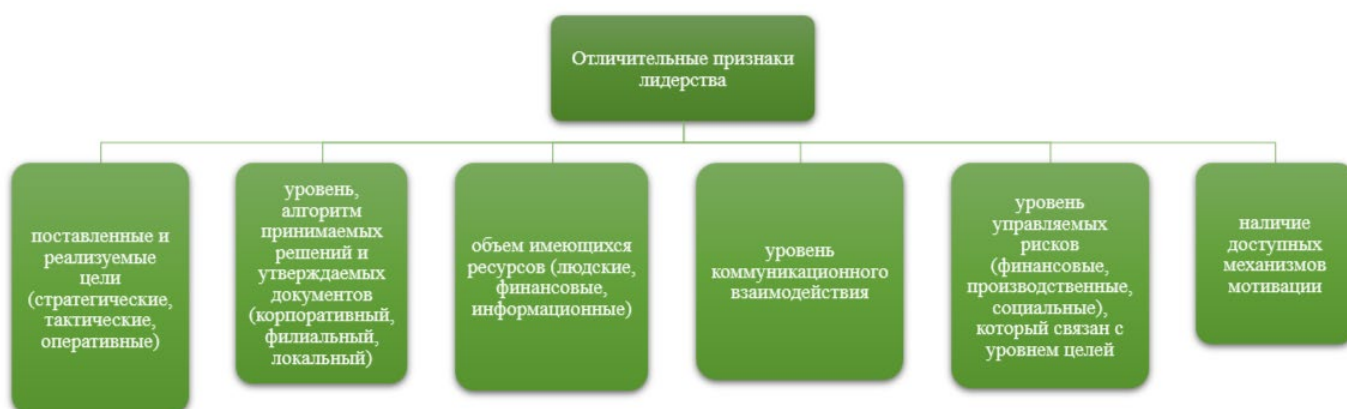 Отличительные признаки
лидерства
поставленные и
реализуемые
цели
(стратегические,
тактические,
оперативные)
уровень,
алгоритм
принимаемых
решений и
утверждаемых
документов
(корпоративный,
филиальный,
локальный)
объем имеющихся
ресурсов (людские,
финансовые,
информационные)
уровень
коммуникационного
взаимодействия
уровень
управляемых
рисков
(финансовые,
производственные,
социальные),
который связан с
уровнем целей
наличие
доступных
механизмов
мотивации